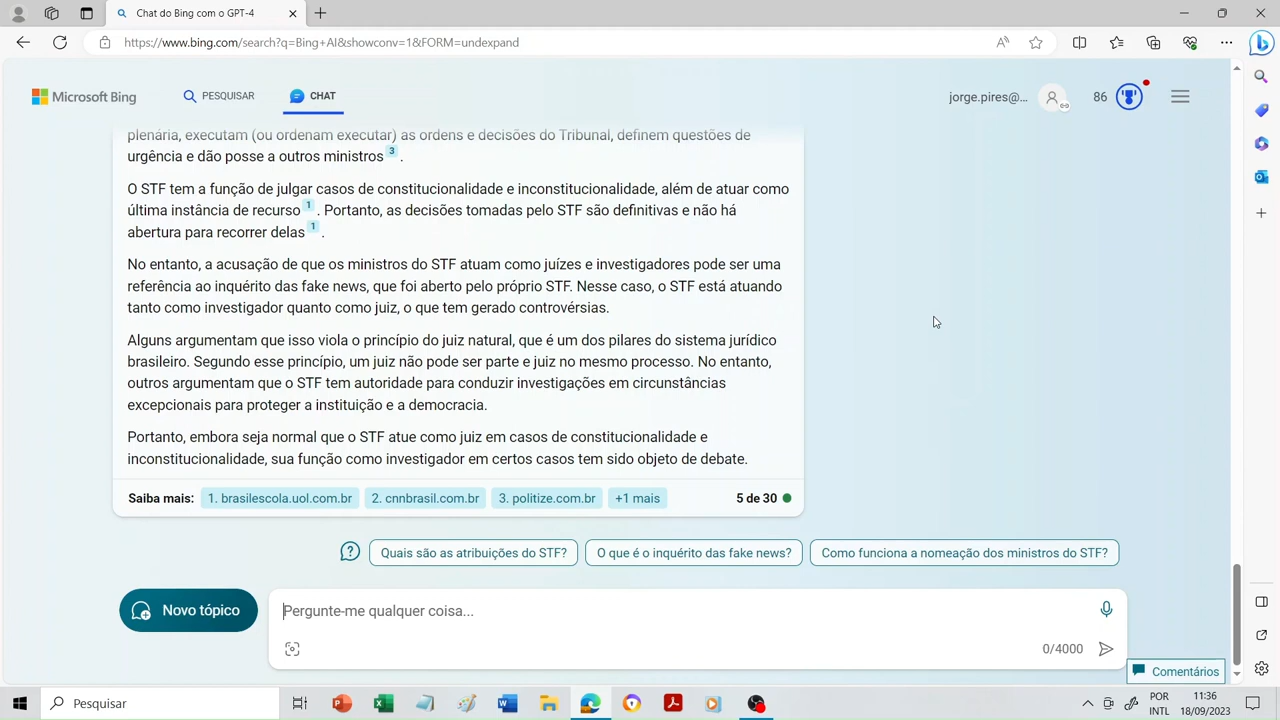 Chat do Bing com o GPT-4
https://www.bing.com/search?q=Bing+AI&showconv=1&FORM=undexpand
Microsoft Bing
PESQUISAR
CHAT
jorge.pires@...
86
plenária, executam (ou ordenam executar) as ordens e decisões do Tribunal, definem questões de
urgência e dão posse a outros ministros 3 .
O STF tem a função de julgar casos de constitucionalidade e inconstitucionalidade, além de atuar como
última instância de recurso 1 . Portanto, as decisões tomadas pelo STF são definitivas e não há
abertura para recorrer delas 1 .
No entanto, a acusação de que os ministros do STF atuam como juízes e investigadores pode ser uma
referência ao inquérito das fake news, que foi aberto pelo próprio STF. Nesse caso, o STF está atuando
tanto como investigador quanto como juiz, o que tem gerado controvérsias.
Alguns argumentam que isso viola o princípio do juiz natural, que é um dos pilares do sistema jurídico
brasileiro. Segundo esse princípio, um juiz não pode ser parte e juiz no mesmo processo. No entanto,
outros argumentam que o STF tem autoridade para conduzir investigações em circunstâncias
excepcionais para proteger a instituição e a democracia.
Portanto, embora seja normal que o STF atue como juiz em casos de constitucionalidade e
inconstitucionalidade, sua função como investigador em certos casos tem sido objeto de debate.
Saiba mais: 1. brasilescola.uol.com.br 2. cnnbrasil.com.br 3. politize.com.br +1 mais 5 de 30
Quais são as atribuições do STF? O que é o inquérito das fake news? Como funciona a nomeação dos ministros do STF?
Novo tópico
Pergunte-me qualquer coisa...
0/4000
Comentários
Pesquisar
POR
INTL
11:36
18/09/2023